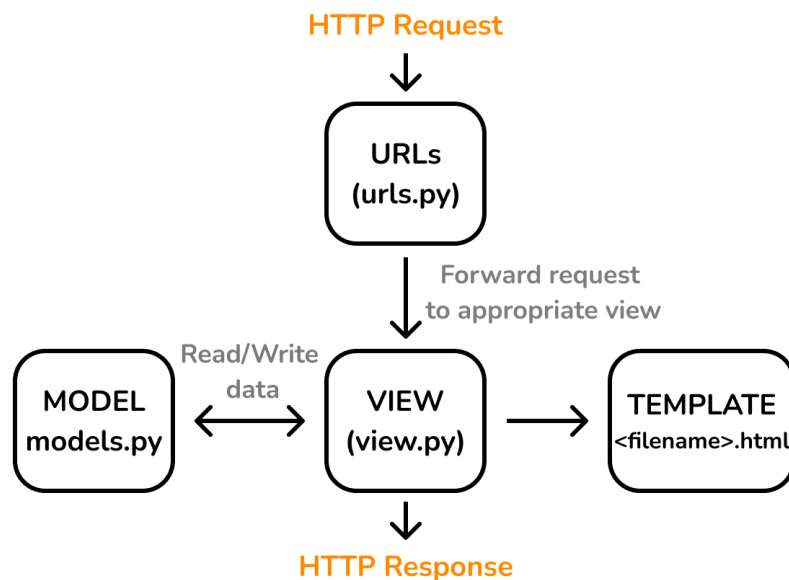 HTTP Request
URLs
(urls.py)
Forward request
to appropriate view
Read/Write
data
MODEL
models.py
VIEW
(view.py)
TEMPLATE
<filename>.html
HTTP Response